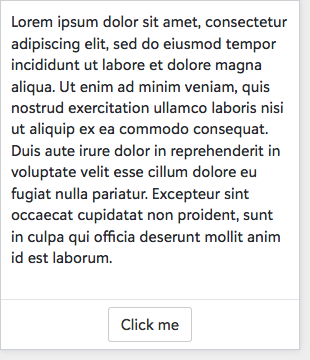 Lorem ipsum dolor sit amet, consectetur
adipiscing elit, sed do eiusmod tempor
incididunt ut labore et dolore magna
aliqua. Ut enim ad minim veniam, quis
nostrud exercitation ullamco laboris nisi
ut aliquip ex ea commodo consequat.
Duis aute irure dolor in reprehenderit in
voluptate velit esse cillum dolore eu
fugiat nulla pariatur. Excepteur sint
occaecat cupidatat non proident, sunt
in culpa qui officia deserunt mollit anim
id est laborum.
Click me